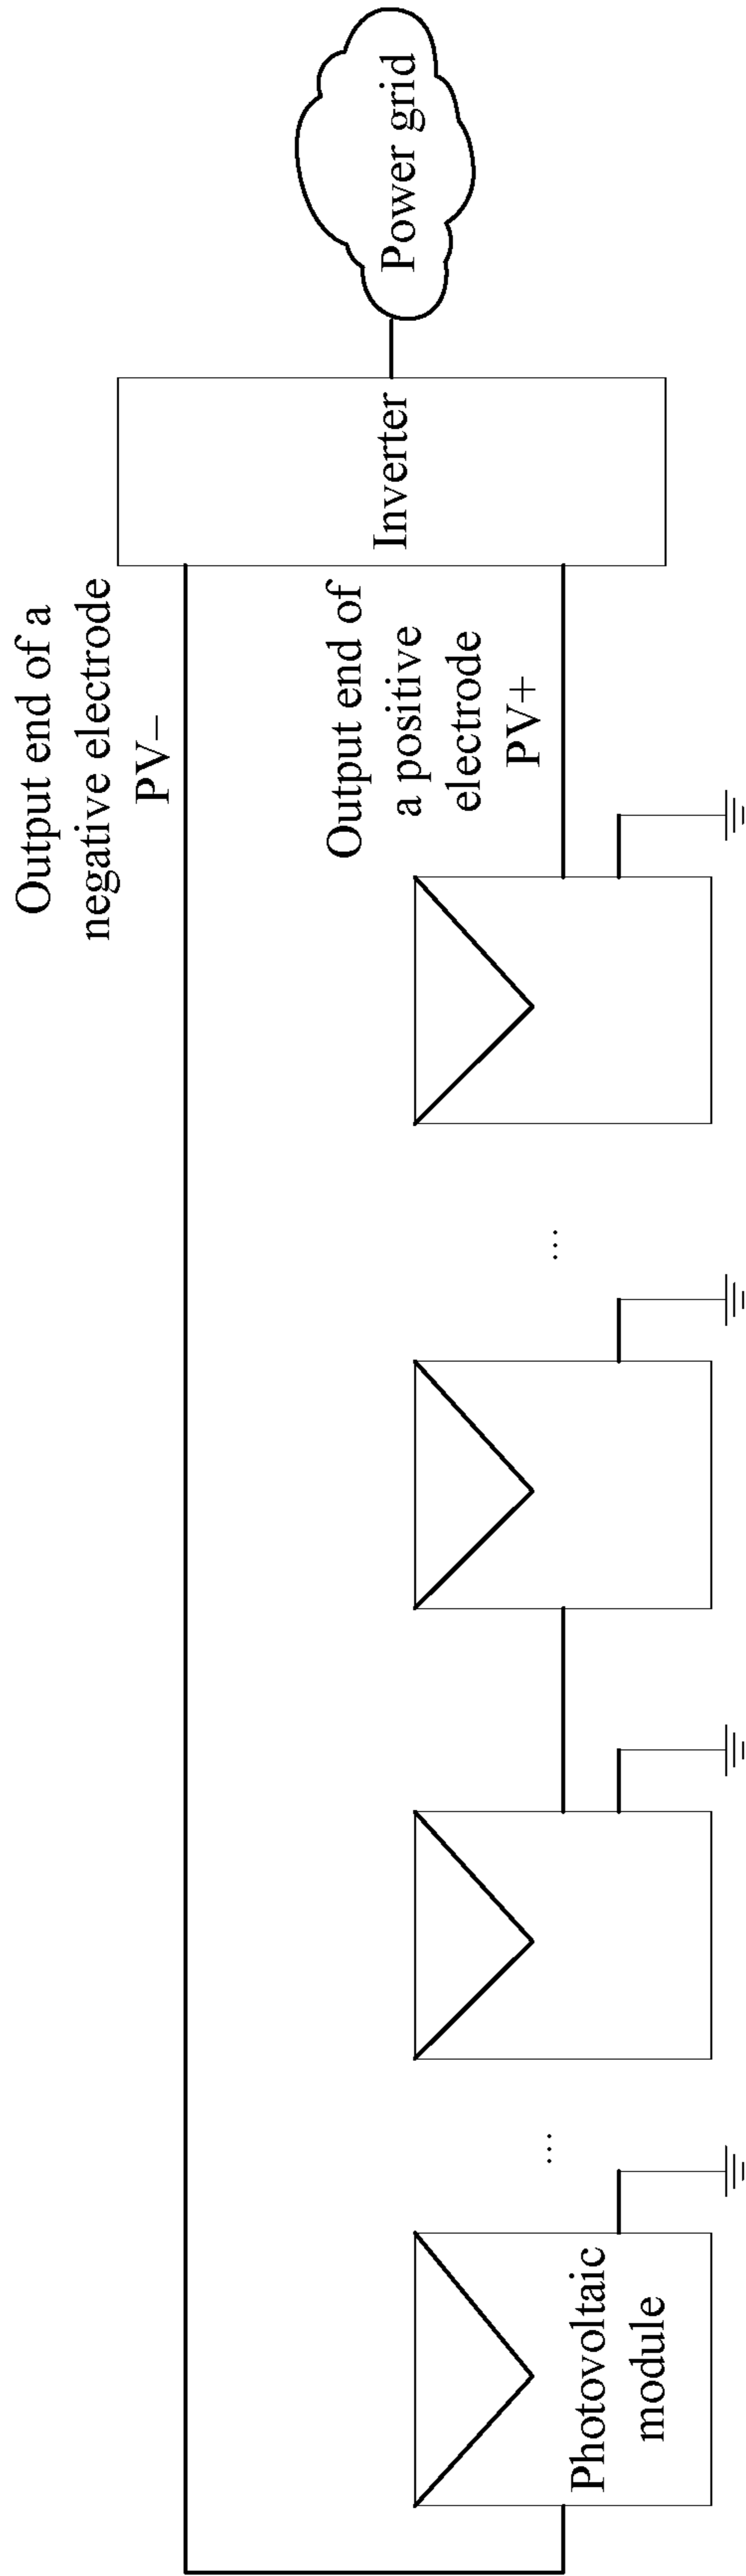 Output end of a
negative electrode
PV–
Output end of
a positive
electrode
PV+
Inverter
Power grid
...
...
Photovoltaic
module